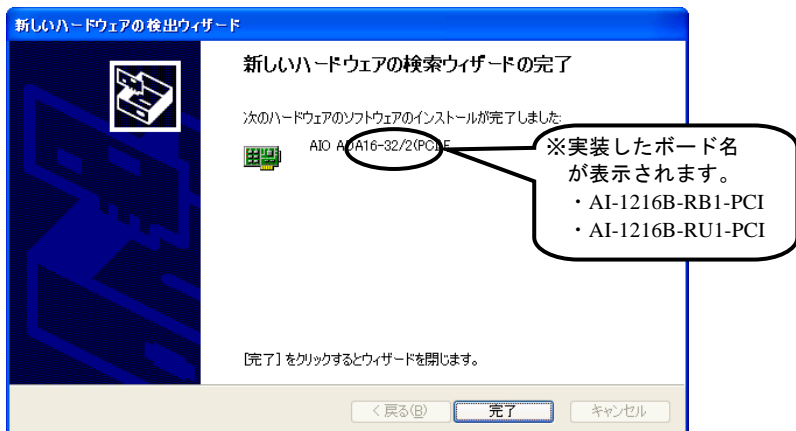 新しいハードウェアの検出ウィザード
新しいハードウェアの検索ウィザードの完了
次のハードウェアのソフトウェアのインストールが完了しました:
AIO ADA16-32/2(PCI)F
※実装したボード名
が表示されます。
・AI-1216B-RB1-PCI
・AI-1216B-RU1-PCI
[完了] をクリックするとウィザードを閉じます。
< 戻る(B)
完了
キャンセル